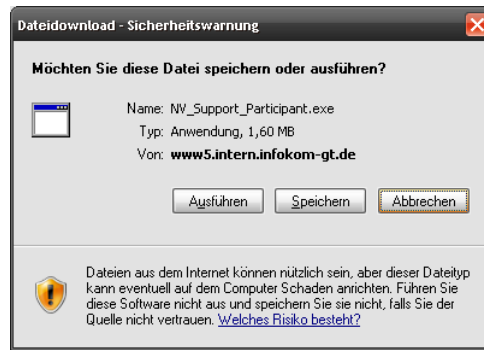 Dateidownload - Sicherheitswarnung
Möchten Sie diese Datei speichern oder ausführen?
Name: NV_Support_Participant.exe
Typ: Anwendung, 1,60 MB
Von: www5.intern.infokom-gt.de
Ausführen Speichern Abbrechen
Dateien aus dem Internet können nützlich sein, aber dieser Dateityp
kann eventuell auf dem Computer Schaden anrichten. Führen Sie
diese Software nicht aus und speichern Sie sie nicht, falls Sie der
Quelle nicht vertrauen. Welches Risiko besteht?